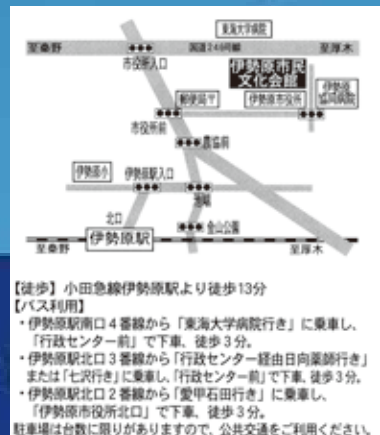 東海大学病院
至秦野
国道246号線
至厚木
市役所入口
伊勢原市民
文化会館
郵便局〒
伊勢原市役所
伊勢原
協同病院
市役所前
農協前
伊勢原小
伊勢原駅入口
北口
金山公園
至秦野
伊勢原駅
至厚木
【徒歩】小田急線伊勢原駅より徒歩13分
【バス利用】
・伊勢原駅南口4番線から「東海大学病院行き」に乗車し、
「行政センター前」で下車、徒歩3分。
・伊勢原駅北口3番線から「行政センター経由日向薬師行き」
または「七沢行き」に乗車し、「行政センター前」で下車、徒歩3分。
・伊勢原駅北口2番線から「愛甲石田行き」に乗車し、
「伊勢原市役所北口」で下車、徒歩3分。
駐車場は台数に限りがありますので、公共交通をご利用ください。